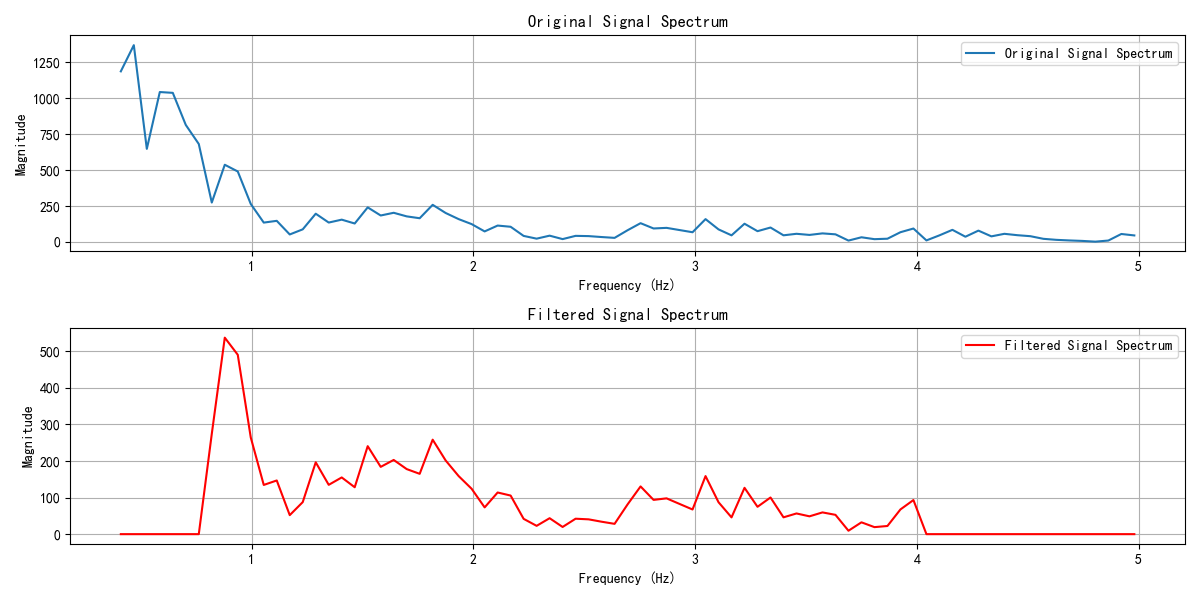 Original Signal Spectrum
Original Signal Spectrum
Magnitude
1250
1000
750
500
250
0
1 2 3 4 5
Frequency (Hz)
Filtered Signal Spectrum
Filtered Signal Spectrum
Magnitude
500
400
300
200
100
0
1 2 3 4 5
Frequency (Hz)